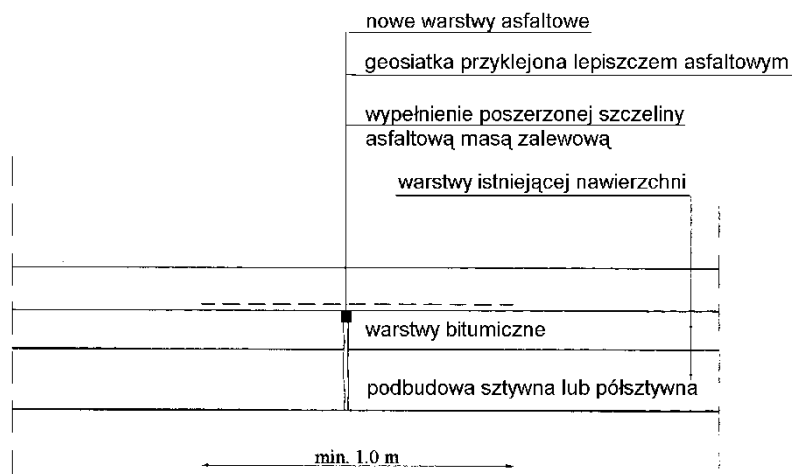 nowe warstwy asfaltowe
geosiatka przyklejona lepiszczem asfaltowym
wypełnienie poszerzonej szczeliny
asfaltową masą zalewową
warstwy istniejącej nawierzchni
warstwy bitumiczne
podbudowa sztywna lub półsztywna
min. 1.0 m